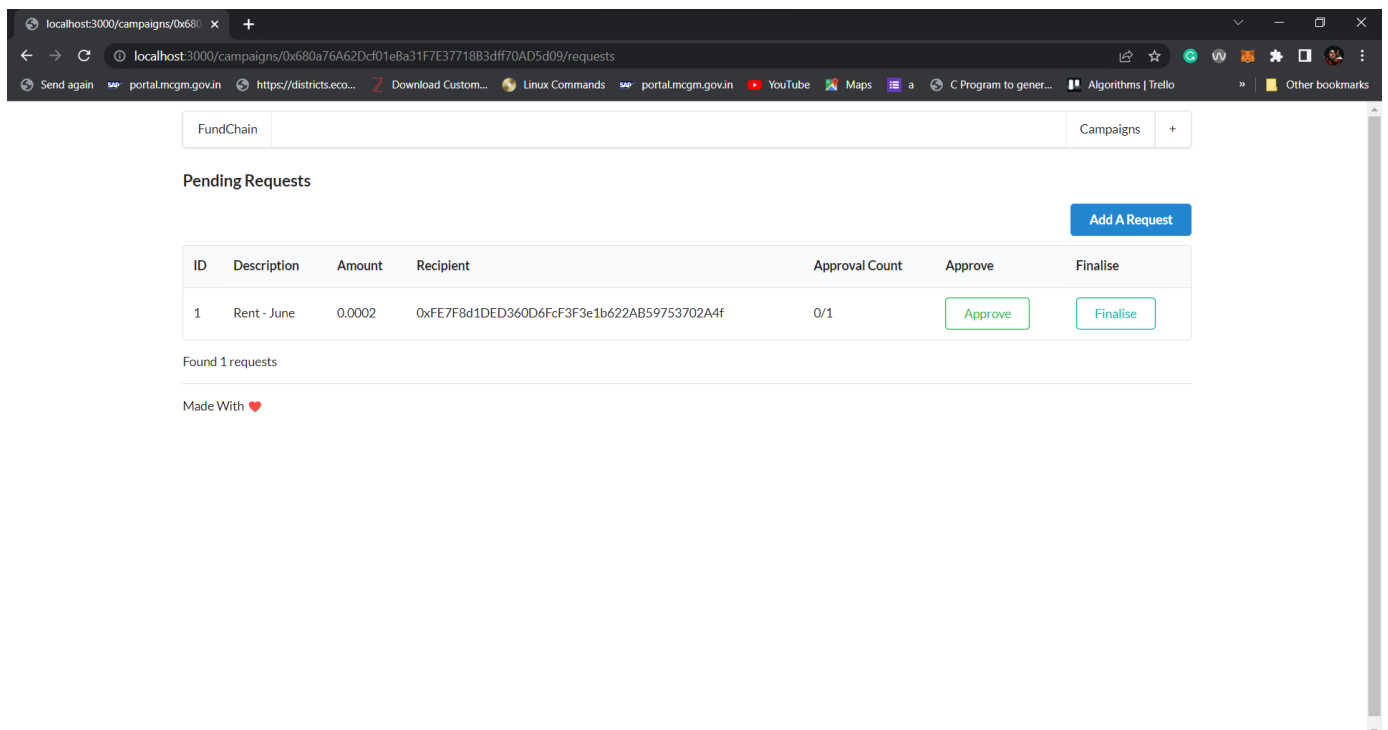 localhost:3000/campaigns/0x680
localhost:3000/campaigns/0x680a76A62Dcf01eBa31F7E37718B3dff70AD5d09/requests
Send again SAP portal.mcgm.gov.in https://districts.eco... Z Download Custom... Linux Commands SAP portal.mcgm.gov.in YouTube Maps a C Program to gener... Algorithms | Trello » Other bookmarks
FundChain Campaigns +
Pending Requests
Add A Request
ID Description Amount Recipient Approval Count Approve Finalise
1 Rent - June 0.0002 0xFE7F8d1DED360D6FcF3F3e1b622AB59753702A4f 0/1 Approve Finalise
Found 1 requests
Made With ❤